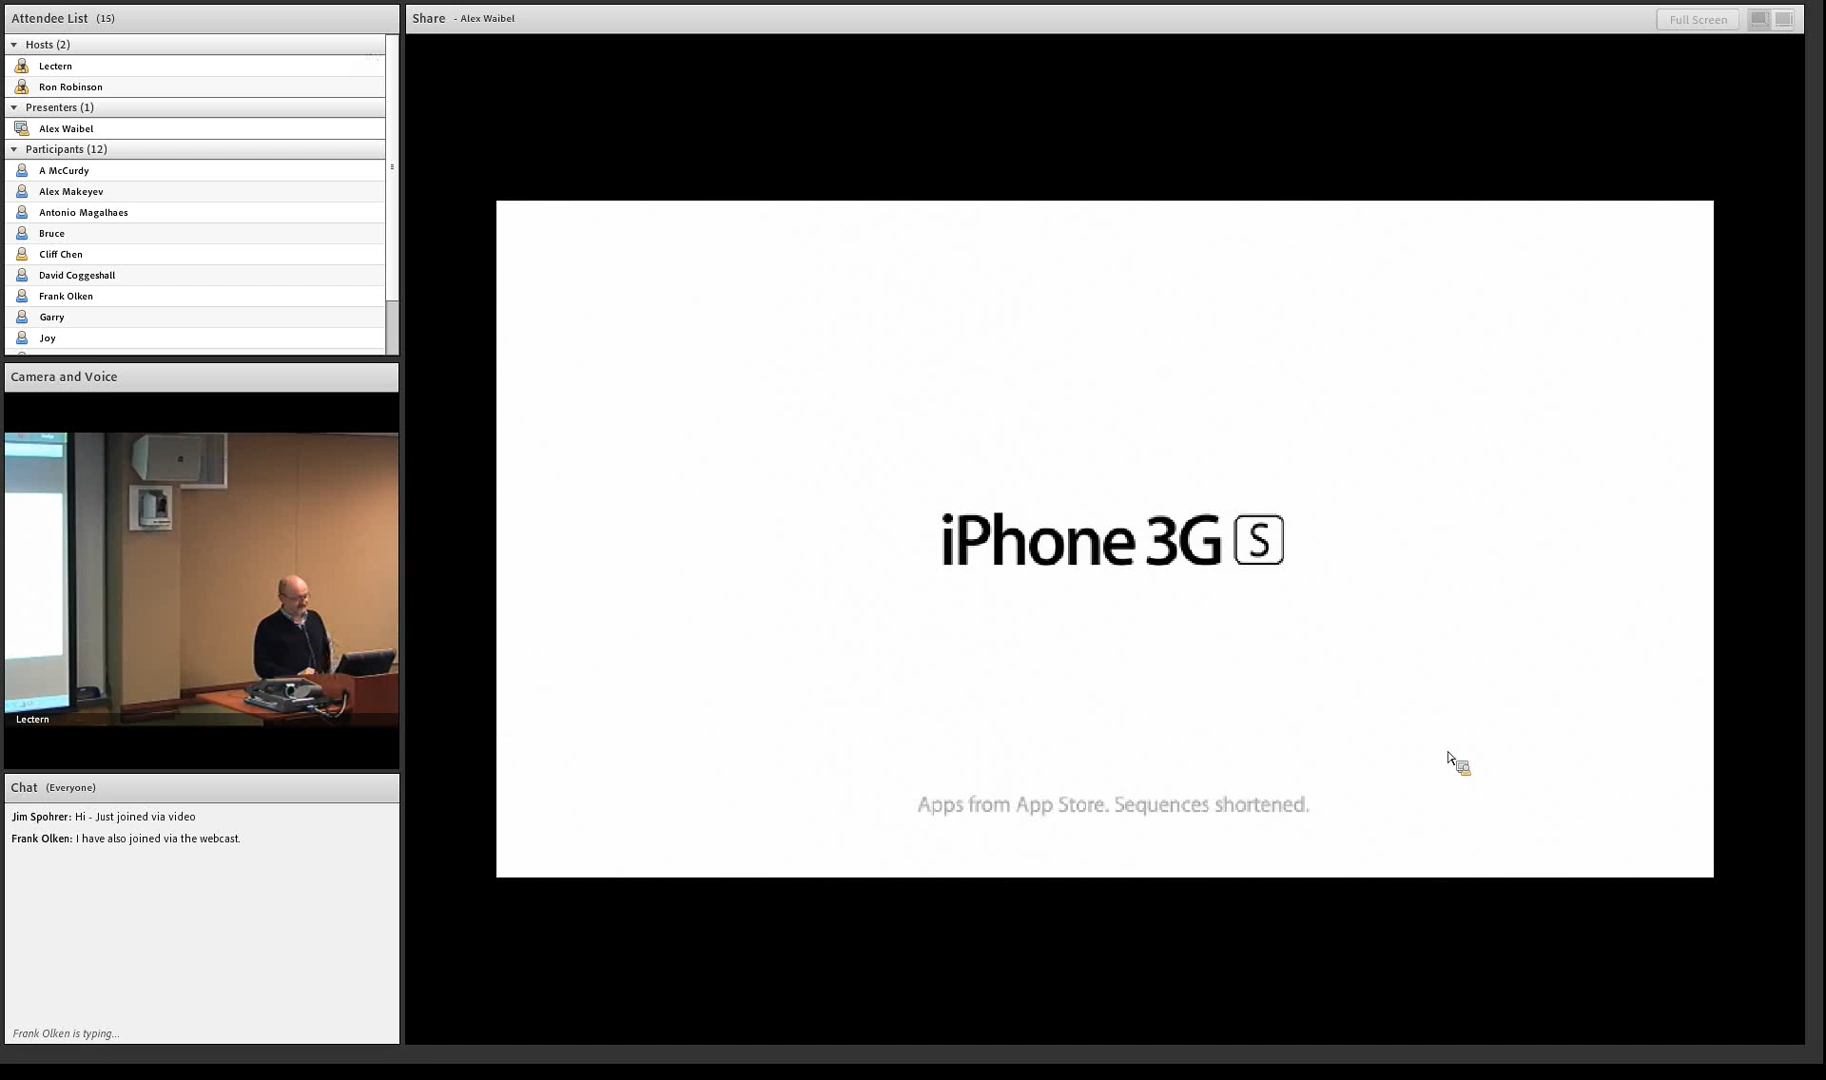 Attendee List (15)
Hosts (2)
Lectern
Ron Robinson
Presenters (1)
Alex Waibel
Participants (12)
A McCurdy
Alex Makeyev
Antonio Magalhaes
Bruce
Cliff Chen
David Coggeshall
Frank Olken
Garry
Joy
Camera and Voice
Lectern
Chat (Everyone)
Jim Spohrer: Hi - Just joined via video
Frank Olken: I have also joined via the webcast.
Frank Olken is typing...
Share - Alex Waibel
Full Screen
iPhone 3G S
Apps from App Store. Sequences shortened.